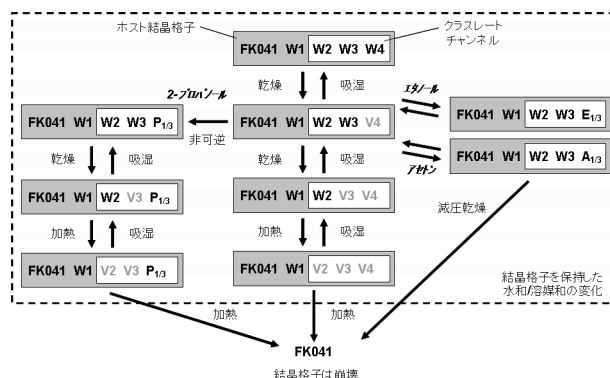 ホスト結晶格子
クラスレート
チャンネル
FK041 W1 W2 W3 W4
乾燥
吸湿
2-プロパノール
エタノール
FK041 W1 W2 W3 P1/3
非可逆
FK041 W1 W2 W3 V4
FK041 W1 W2 W3 E1/3
FK041 W1 W2 W3 A1/3
アセトン
乾燥
吸湿
乾燥
吸湿
FK041 W1 W2 V3 P1/3
FK041 W1 W2 V3 V4
減圧乾燥
加熱
吸湿
加熱
吸湿
FK041 W1 V2 V3 P1/3
FK041 W1 V2 V3 V4
結晶格子を保持した
水和/溶媒和の変化
加熱
加熱
FK041
結晶格子は崩壊